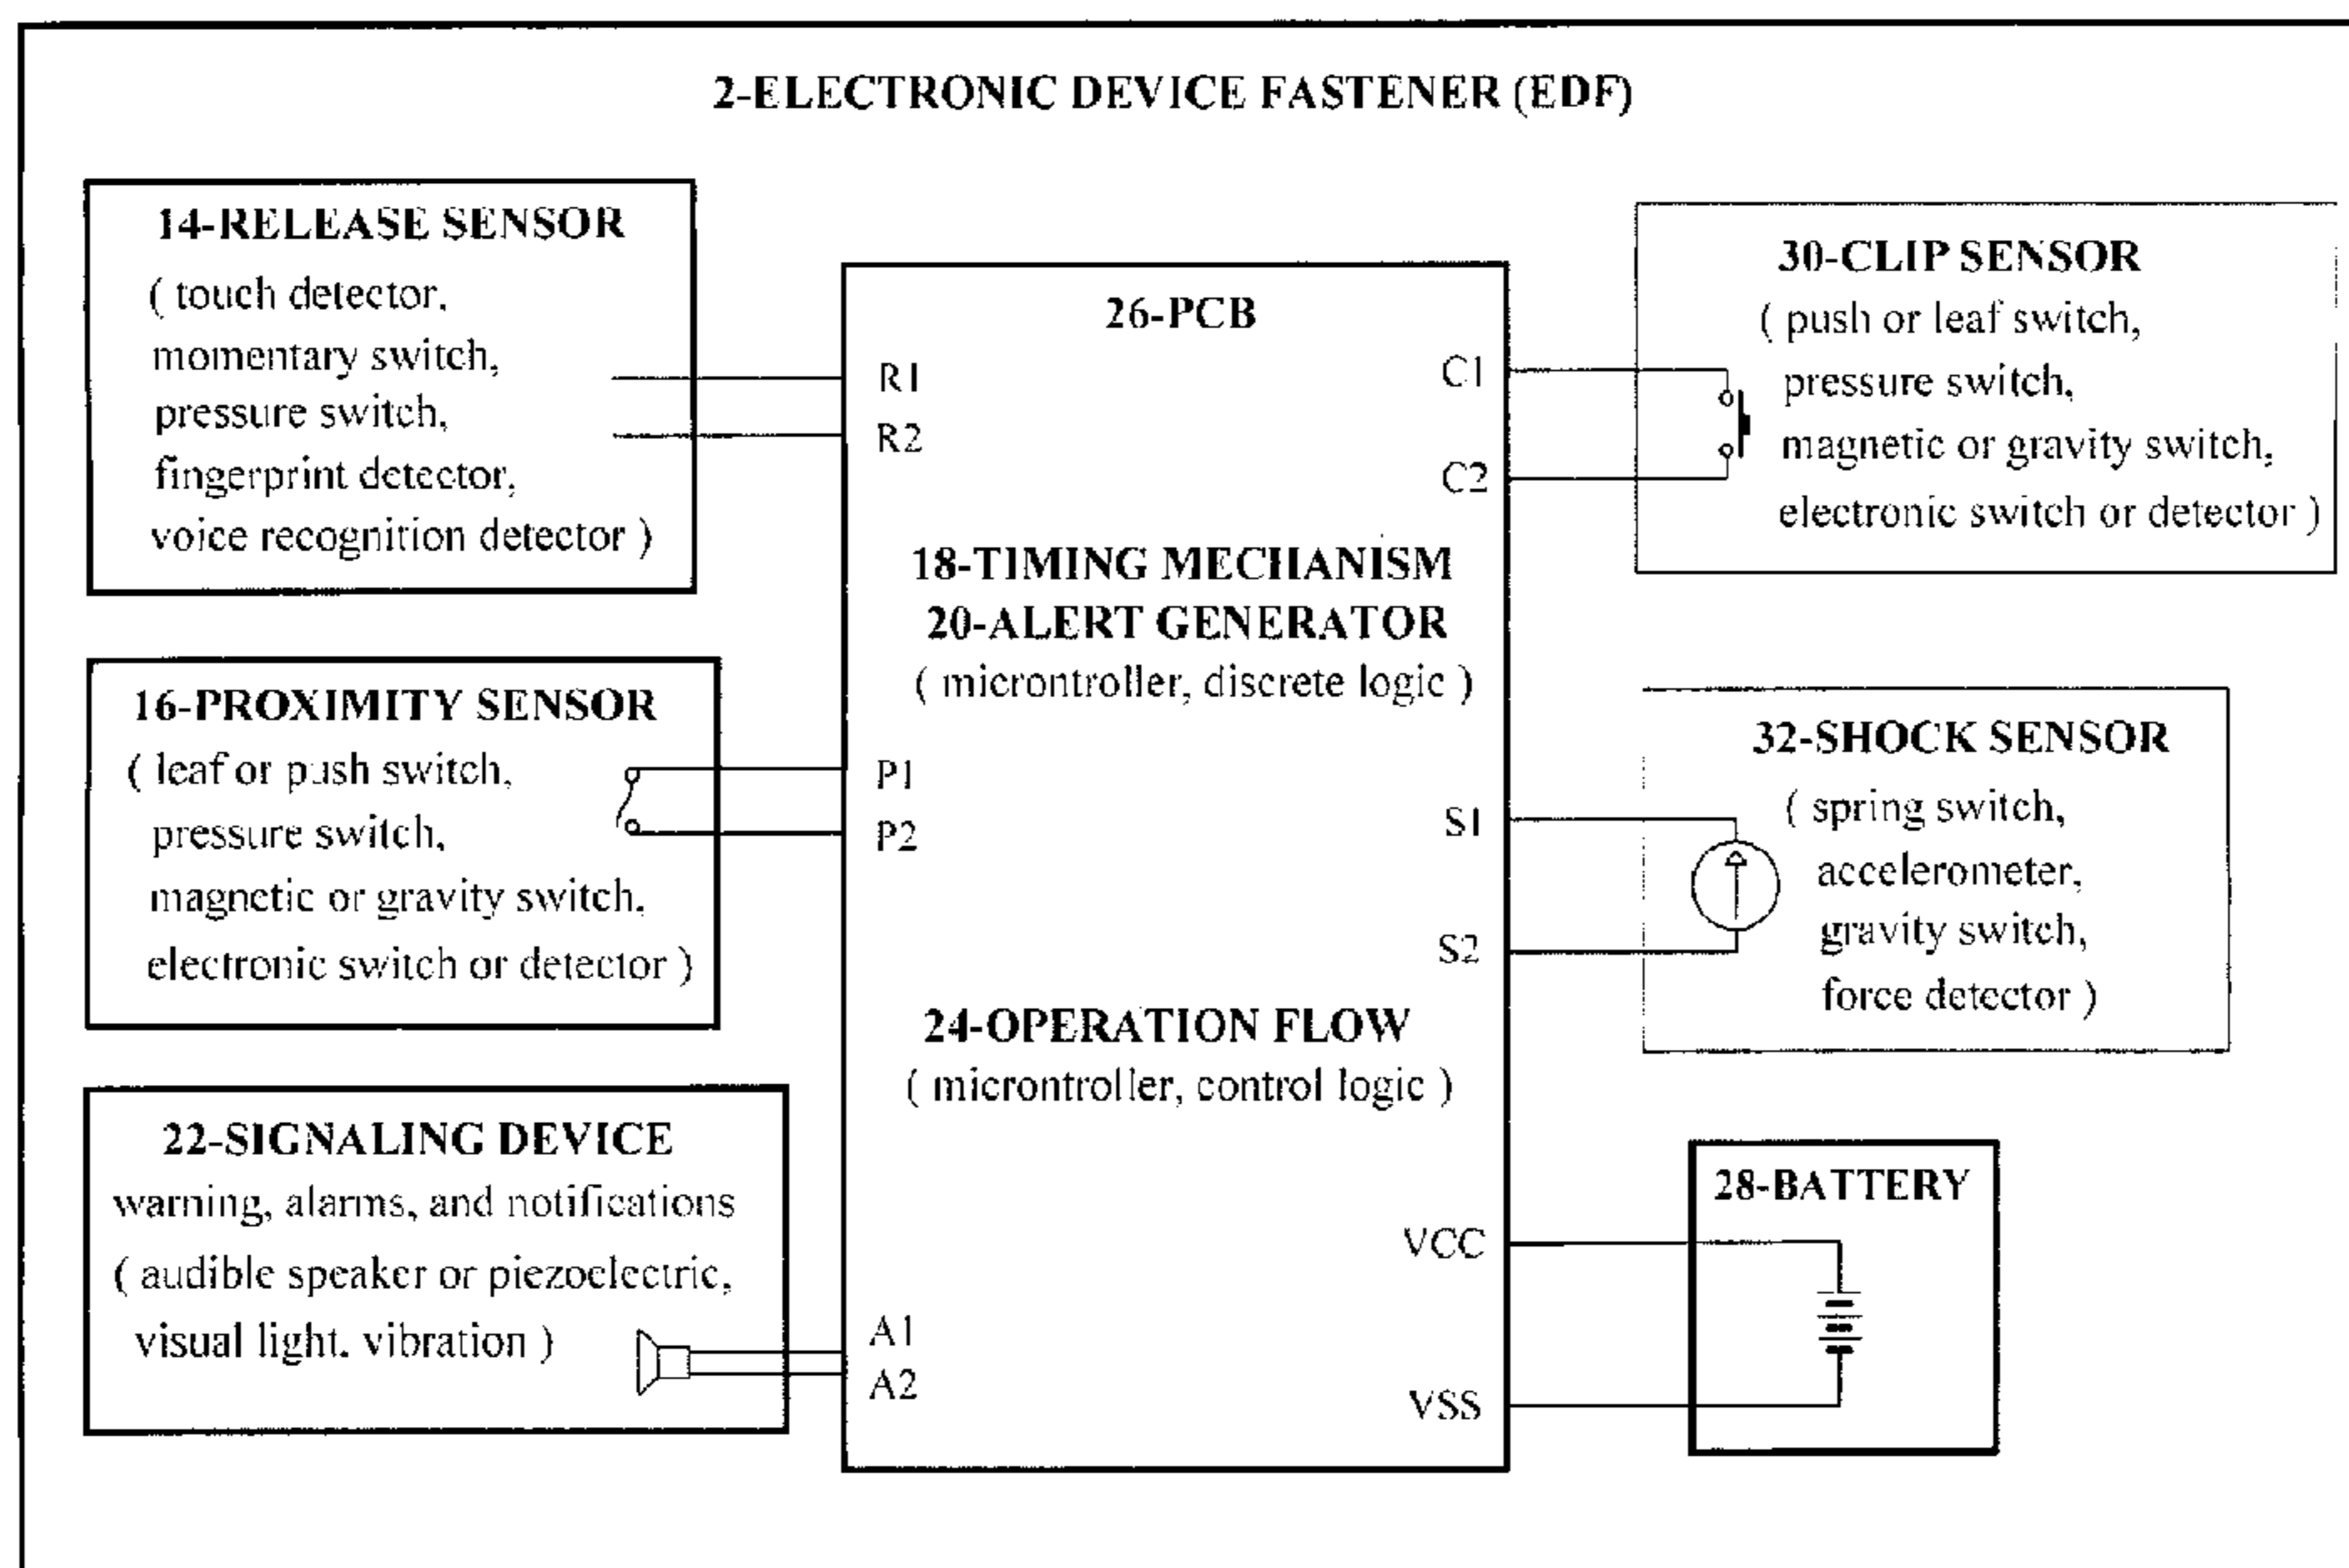 2-ELECTRONIC DEVICE FASTENER (EDF)
14-RELEASE SENSOR
( touch detector,
momentary switch,
pressure switch,
fingerprint detector,
voice recognition detector )
16-PROXIMITY SENSOR
( leaf or push switch,
pressure switch,
magnetic or gravity switch,
electronic switch or detector )
22-SIGNALING DEVICE
warning, alarms, and notifications
( audible speaker or piezoelectric,
visual light, vibration )
26-PCB
R1
R2
C1
C2
18-TIMING MECHANISM
20-ALERT GENERATOR
( microntroller, discrete logic )
P1
P2
S1
S2
24-OPERATION FLOW
( microntroller, control logic )
VCC
A1
A2
VSS
30-CLIP SENSOR
( push or leaf switch,
pressure switch,
magnetic or gravity switch,
electronic switch or detector )
32-SHOCK SENSOR
( spring switch,
accelerometer,
gravity switch,
force detector )
28-BATTERY